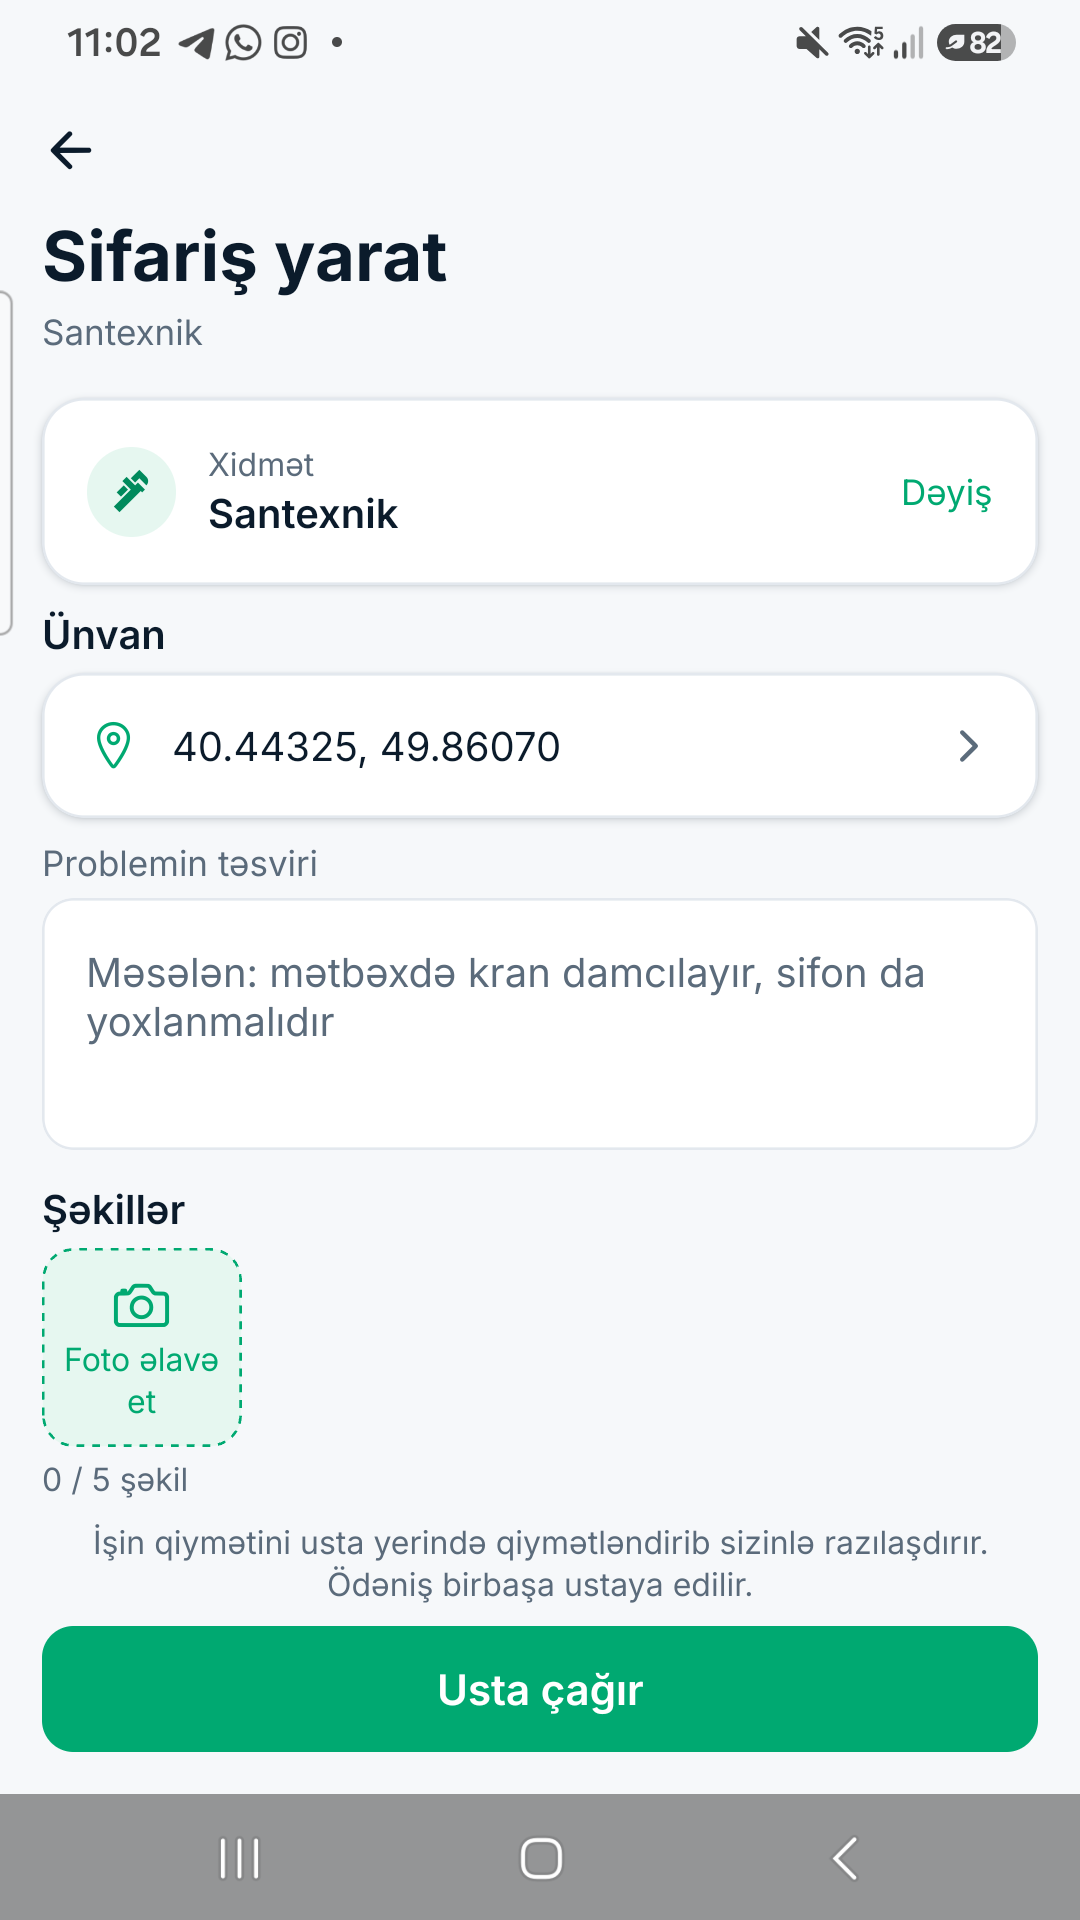 11:02
5
82
Sifariş yarat
Santexnik
Xidmət
Santexnik
Dəyiş
Ünvan
40.44325, 49.86070
Problemin təsviri
Məsələn: mətbəxdə kran damcılayır, sifon da
yoxlanmalıdır
Şəkillər
Foto əlavə
et
0 / 5 şəkil
İşin qiymətini usta yerində qiymətləndirib sizinlə razılaşdırır.
Ödəniş birbaşa ustaya edilir.
Usta çağır